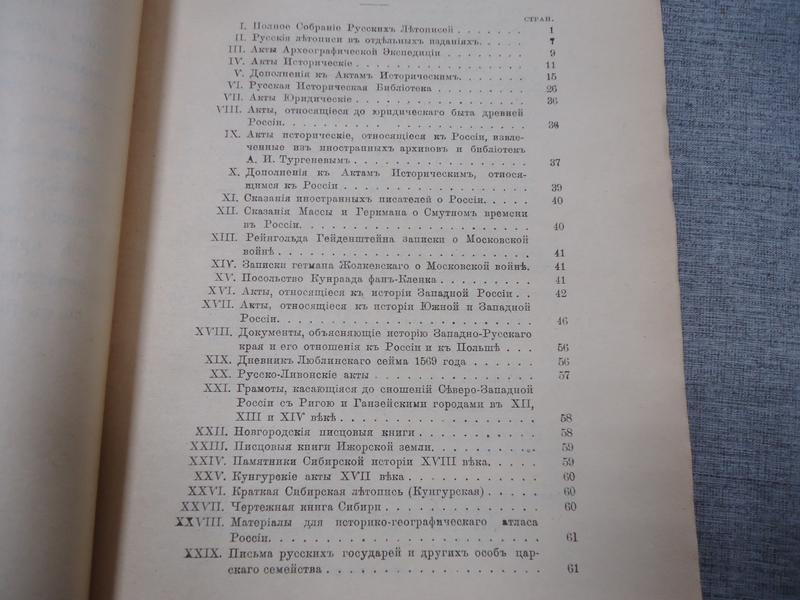 СТРАН.
I. Полное Собраніе Русскихъ Лѣтописей . . . . . . . 1
II. Русскія лѣтописи въ отдѣльныхъ изданіяхъ. . . . . 7
III. Акты Археографической Экспедиціи . . . . . . . . 9
IV. Акты Историческіе . . . . . . . . . . . . . . . 11
V. Дополненія къ Актамъ Историческимъ. . . . . . . . 15
VI. Русская Историческая Библіотека . . . . . . . . . 26
VII. Акты Юридическіе . . . . . . . . . . . . . . . . 36
VIII. Акты, относящіеся до юридическаго быта древней
Россіи. . . . . . . . . . . . . . . . . . . . . 36
IX. Акты историческіе, относящіеся къ Россіи, извле-
ченные изъ иностранныхъ архивовъ и библіотекъ
А. И. Тургеневымъ . . . . . . . . . . . . . . . 37
X. Дополненія къ Актамъ Историческимъ, относя-
щимся къ Россіи . . . . . . . . . . . . . . . . 39
XI. Сказанія иностранныхъ писателей о Россіи. . . . . 40
XII. Сказанія Массы и Геркмана о Смутномъ времени
въ Россіи. . . . . . . . . . . . . . . . . . . 40
XIII. Рейнгольда Гейденштейна записки о Московской
войнѣ . . . . . . . . . . . . . . . . . . . . . 41
XIV. Записки гетмана Жолкевскаго о Московской войнѣ. 41
XV. Посольство Кунраада фанъ-Кленка . . . . . . . . . 41
XVI. Акты, относящіеся къ исторіи Западной Россіи . . 42
XVII. Акты, относящіеся къ исторіи Южной и Западной
Россіи. . . . . . . . . . . . . . . . . . . . . 46
XVIII. Документы, объясняющіе исторію Западно-Русскаго
края и его отношенія къ Россіи и къ Польшѣ . . . 56
XIX. Дневникъ Люблинскаго сейма 1569 года . . . . . . 56
XX. Русско-Ливонскіе акты . . . . . . . . . . . . . . 57
XXI. Грамоты, касающіяся до сношеній Сѣверо-Западной
Россіи съ Ригою и Ганзейскими городами въ XII,
XIII и XIV вѣкѣ . . . . . . . . . . . . . . . . 58
XXII. Новгородскія писцовыя книги . . . . . . . . . . 58
XXIII. Писцовыя книги Ижорской земли. . . . . . . . . . 59
XXIV. Памятники Сибирской исторіи XVIII вѣка. . . . . 59
XXV. Кунгурскіе акты XVII вѣка . . . . . . . . . . . . 60
XXVI. Краткая Сибирская лѣтопись (Кунгурская) . . . . . 60
XXVII. Чертежная книга Сибири . . . . . . . . . . . . . 60
XXVIII. Матеріалы для историко-географическаго атласа
Россіи. . . . . . . . . . . . . . . . . . . . . 61
XXIX. Письма русскихъ государей и другихъ особъ цар-
скаго семейства . . . . . . . . . . . . . . . . 61